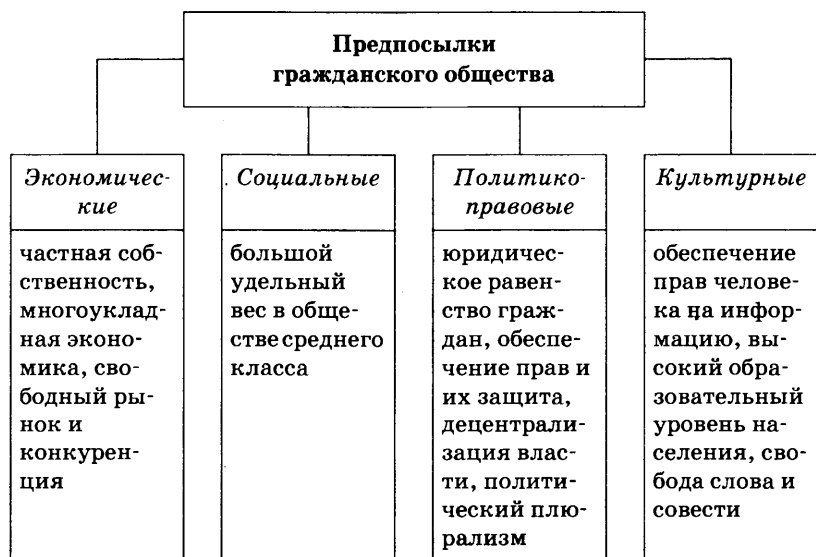 Предпосылки
гражданского общества
Экономичес-
кие
частная соб-
ственность,
многоуклад-
ная эконо-
мика, сво-
бодный ры-
нок и
конкурен-
ция
Социальные
большой
удельный
вес в обще-
стве среднего
класса
Политико-
правовые
юридичес-
кое равен-
ство граж-
дан, обеспе-
чение прав и
их защита,
децентрали-
зация влас-
ти, полити-
ческий плю-
рализм
Культурные
обеспечение
прав челове-
ка на инфор-
мацию, вы-
сокий обра-
зовательный
уровень на-
селения, сво-
бода слова и
совести